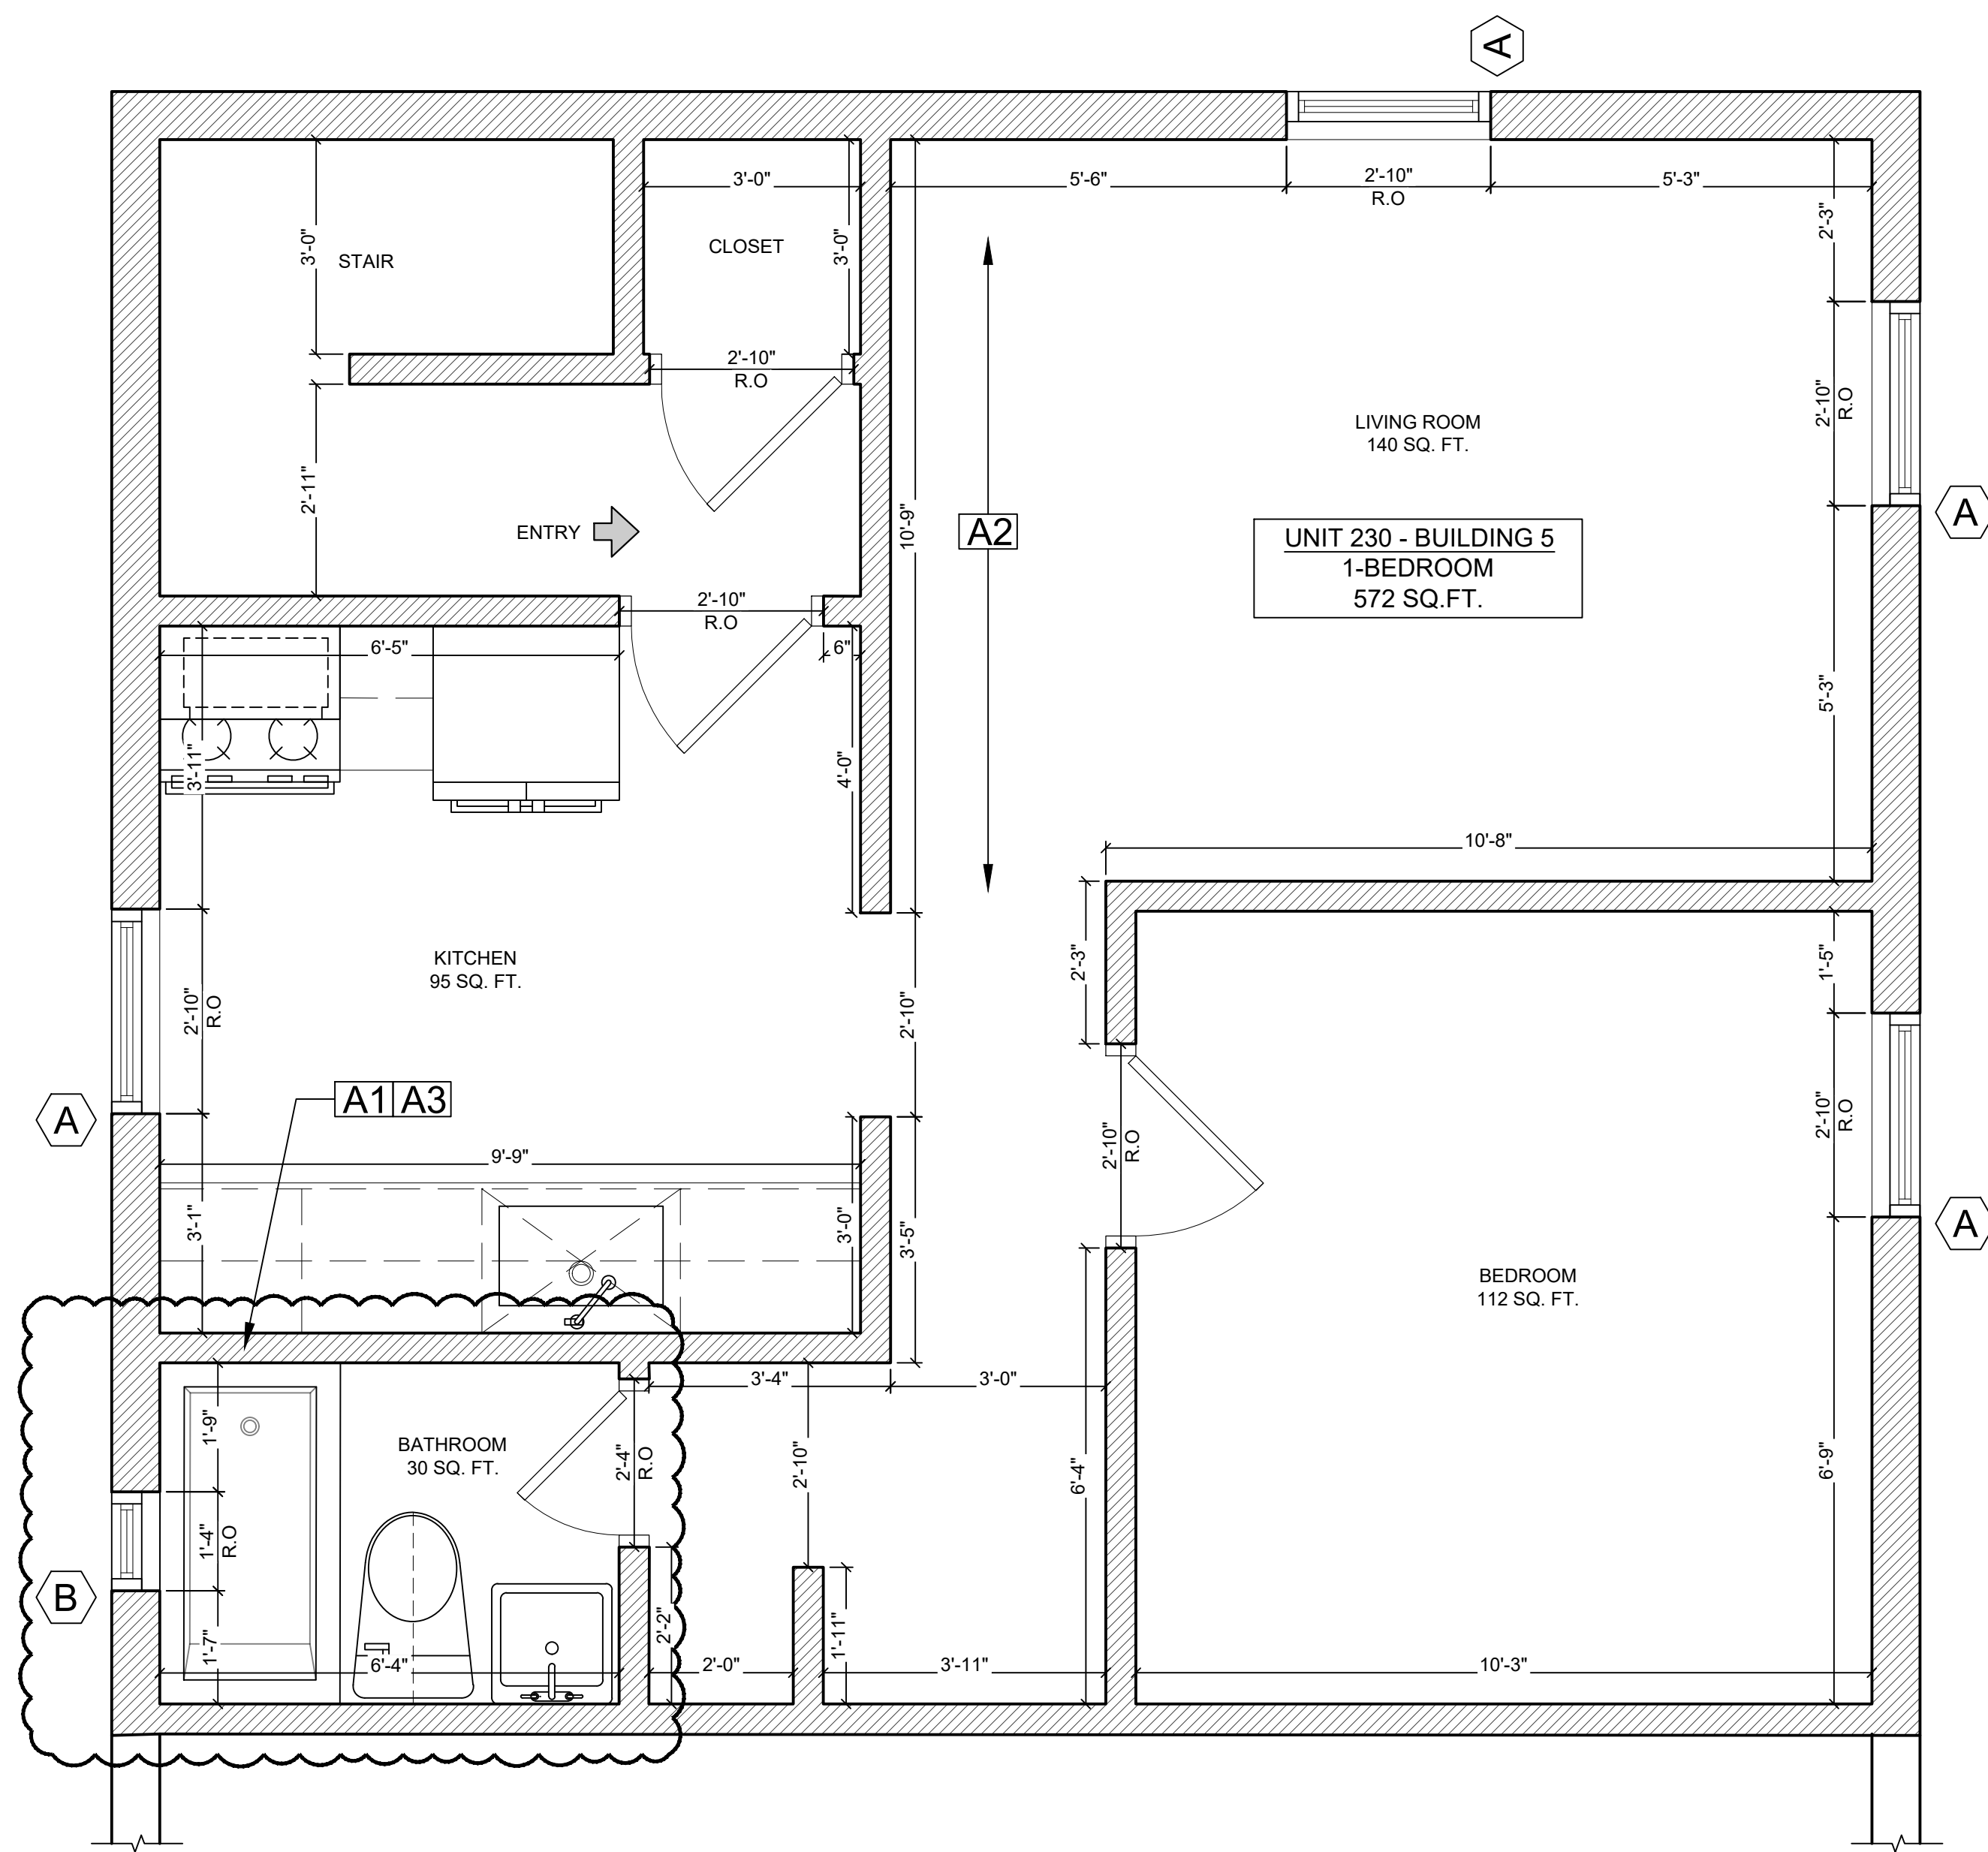 A
3'-0"
5'-6"
2'-10"
R.O
5'-3"
2'-3"
3'-0"
STAIR
CLOSET
3'-0"
2'-10"
R.O
2'-10"
R.O
LIVING ROOM
140 SQ. FT.
2'-11"
ENTRY
10'-9"
A2
A
UNIT 230 - BUILDING 5
1-BEDROOM
572 SQ.FT.
2'-10"
R.O
6'-5"
6"
5'-3"
3'-11"
4'-0"
10'-8"
KITCHEN
95 SQ. FT.
2'-3"
1'-5"
2'-10"
R.O
2'-10"
A1 A3
A
2'-10"
R.O
2'-10"
R.O
9'-9"
3'-1"
3'-0"
3'-5"
A
BEDROOM
112 SQ. FT.
3'-4"
3'-0"
1'-9"
BATHROOM
30 SQ. FT.
2'-4"
R.O
2'-10"
6'-4"
6'-9"
1'-4"
R.O
B
1'-7"
2'-2"
1'-11"
6'-4"
2'-0"
3'-11"
10'-3"